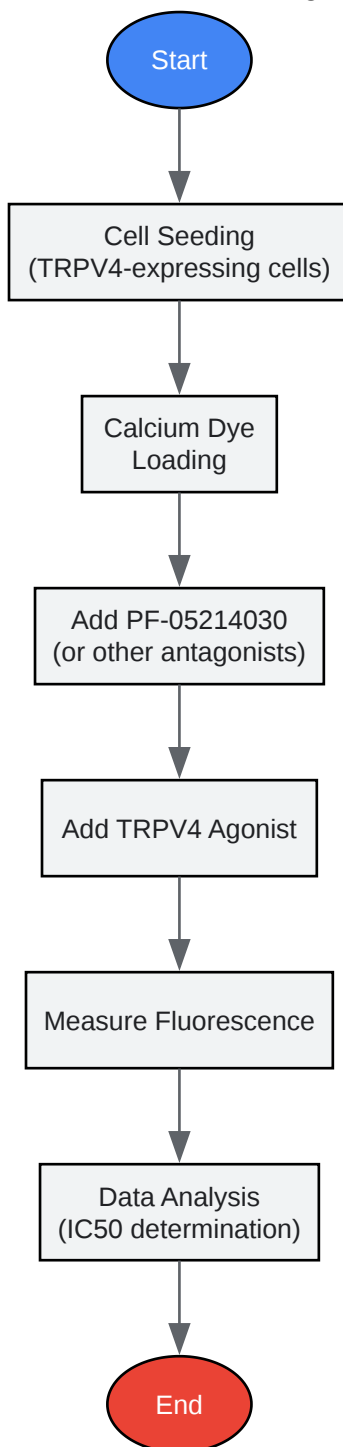 Start
Cell Seeding
(TRPV4-expressing cells)
Calcium Dye
Loading
Add PF-05214030
(or other antagonists)
Add TRPV4 Agonist
Measure Fluorescence
Data Analysis
(IC50 determination)
End